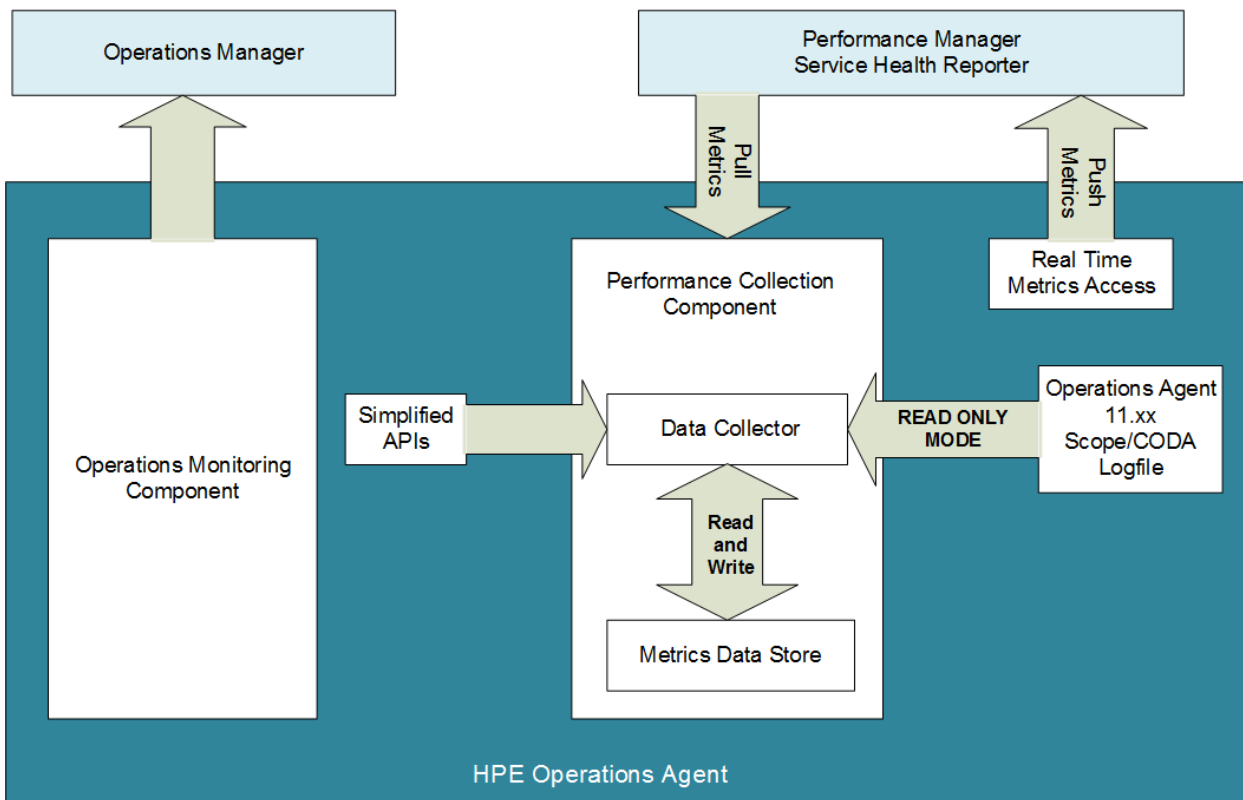 Operations Manager
Performance Manager
Service Health Reporter
Pull
Metrics
Push
Metrics
Real Time
Metrics Access
Performance Collection
Component
Simplified
APIs
Data Collector
READ ONLY
MODE
Operations Agent
11.xx
Scope/CODA
Logfile
Operations Monitoring
Component
Read
and
Write
Metrics Data Store
HPE Operations Agent